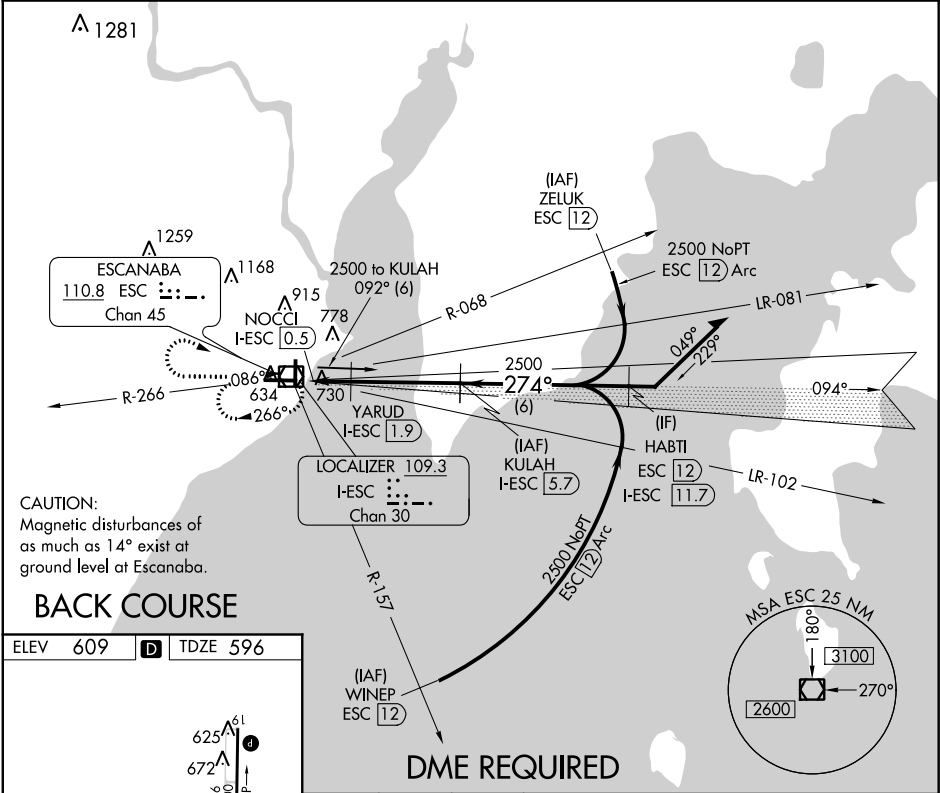 1281
(IAF)
ZELUK
ESC 12
1259
ESCANABA
110.8 ESC
Chan 45
1168
2500 to KULAH
092° (6)
R-068
2500 NoPT
ESC 12 Arc
LR-081
915
NOCCI
I-ESC 0.5
778
049°
229°
2500
274°
(6)
094°
086°
R-266
634
266°
730
YARUD
I-ESC 1.9
(IAF)
KULAH
I-ESC 5.7
(IF)
HABTI
ESC 12
I-ESC 11.7
LR-102
LOCALIZER 109.3
I-ESC
Chan 30
CAUTION:
Magnetic disturbances of
as much as 14° exist at
ground level at Escanaba.
2500 NoPT
ESC 12 Arc
R-157
BACK COURSE
MSA ESC 25 NM
180°
3100
270°
2600
ELEV 609 D TDZE 596
(IAF)
WINEP
ESC 12
DME REQUIRED
19
625
P
672
P